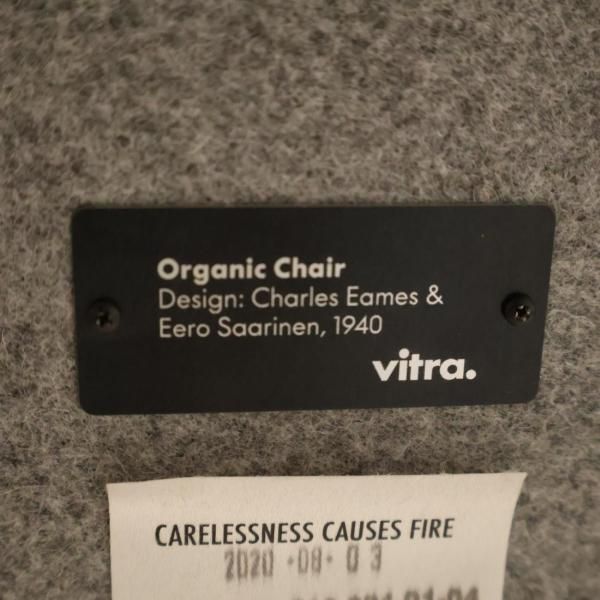 Organic Chair
Design: Charles Eames &
Eero Saarinen, 1940
vitra.
CARELESSNESS CAUSES FIRE
2020 -08- 03